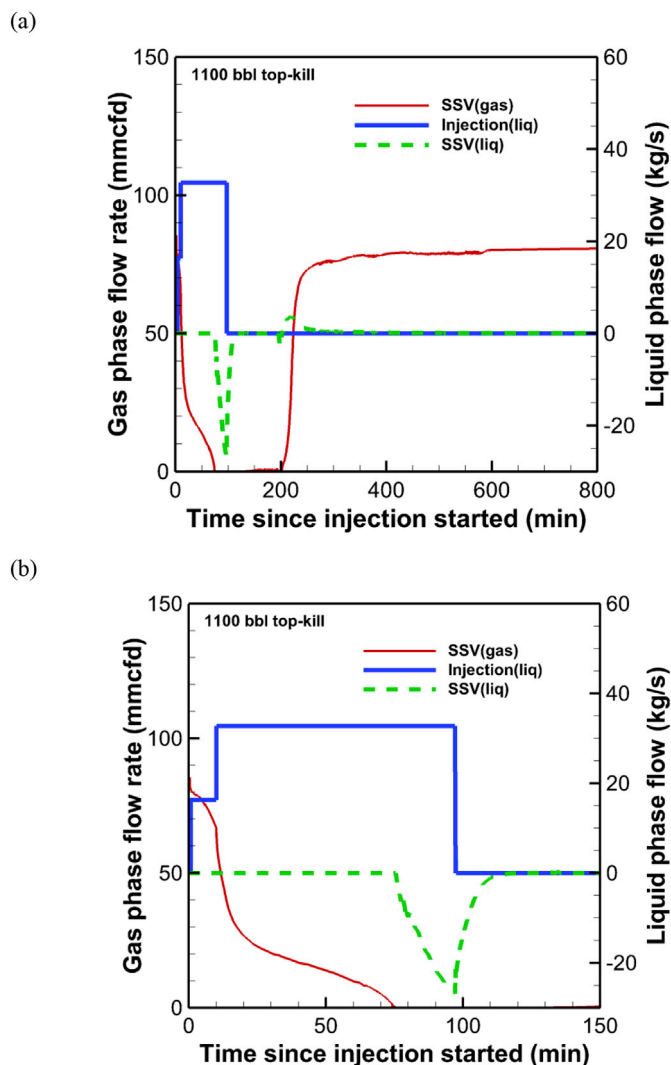 (a)
150
100
50
0
Gas phase flow rate (mmcfd)
1100 bbl top-kill
SSV(gas)
Injection(liq)
SSV(liq)
60
40
20
0
-20
Liquid phase flow (kg/s)
0 200 400 600 800
Time since injection started (min)
(b)
150
100
50
0
Gas phase flow rate (mmcfd)
1100 bbl top-kill
SSV(gas)
Injection(liq)
SSV(liq)
60
40
20
0
-20
Liquid phase flow (kg/s)
0 50 100 150
Time since injection started (min)